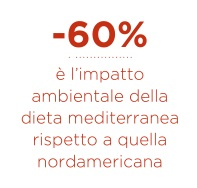 -60%
è l'impatto
ambientale della
dieta mediterranea
rispetto a quella
nordamericana